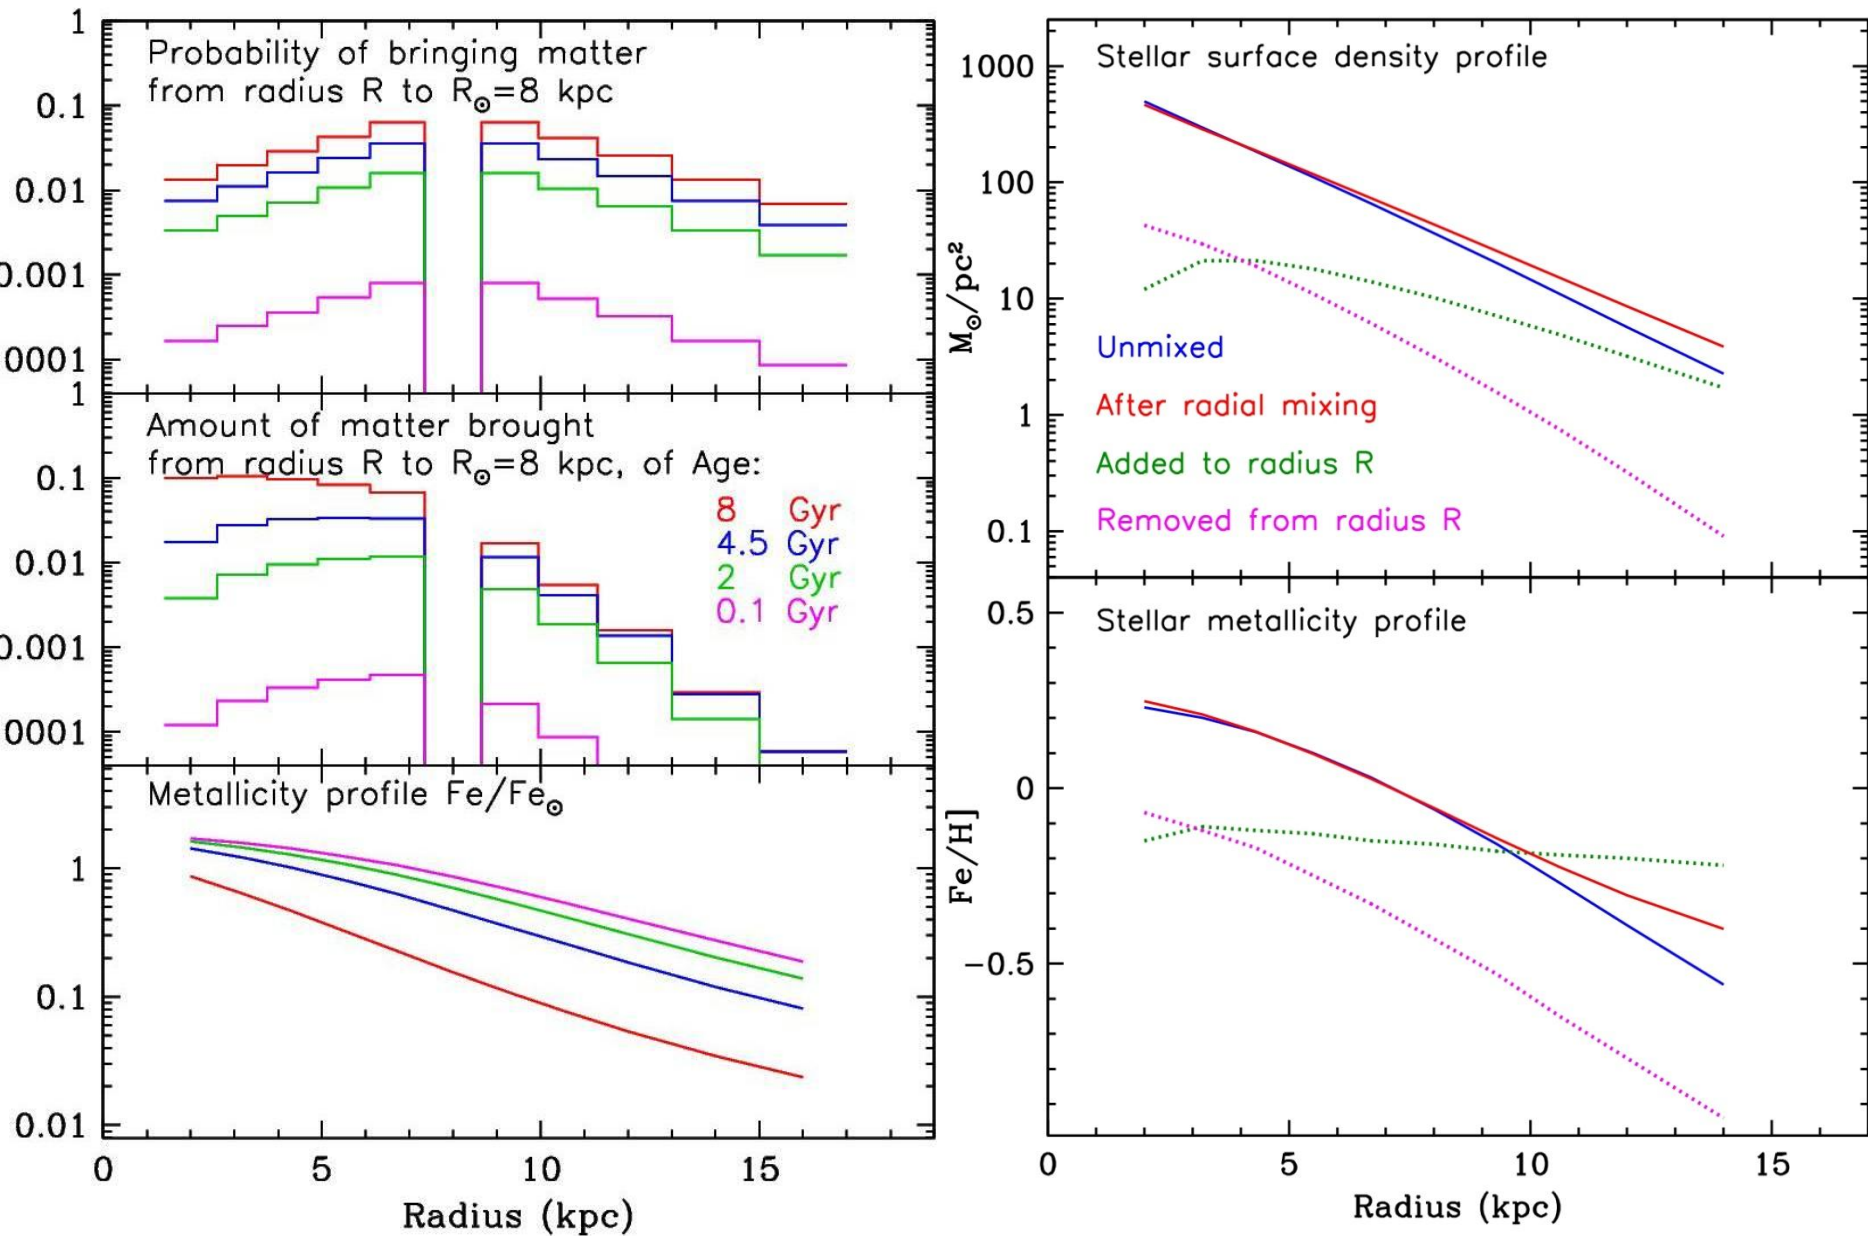 1
Probability of bringing matter
from radius R to R⊙=8 kpc
0.1
0.01
0.001
0001
1
Amount of matter brought
from radius R to R⊙=8 kpc, of Age:
0.1
8 Gyr
4.5 Gyr
0.01
2 Gyr
0.1 Gyr
0.001
0001
Metallicity profile Fe/Fe⊙
1
0.1
0.01
0 5 10 15
Radius (kpc)
Stellar surface density profile
1000
100
10
1
0.1
M⊙/pc²
Unmixed
After radial mixing
Added to radius R
Removed from radius R
Stellar metallicity profile
0.5
0
−0.5
Fe/H]
0 5 10 15
Radius (kpc)